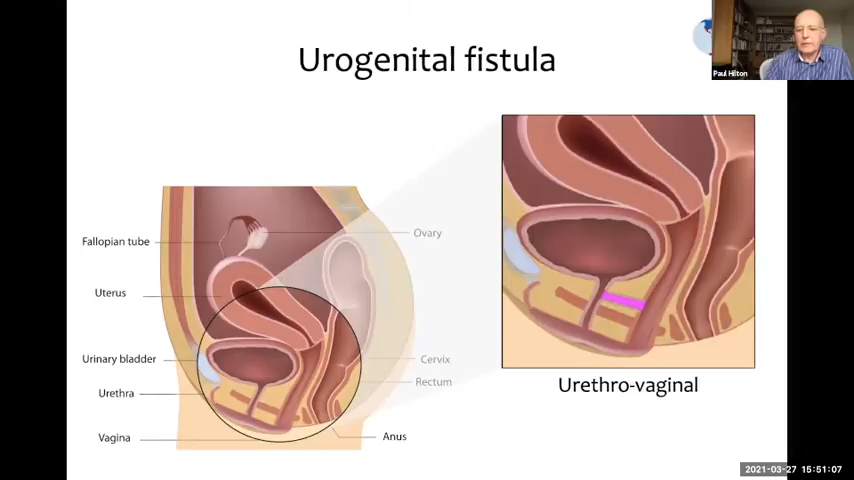 Urogenital fistula
Paul Hilton
Fallopian tube
Ovary
Uterus
Urinary bladder
Cervix
Rectum
Urethra
Vagina
Anus
Urethro-vaginal
2021-03-27 15:51:07